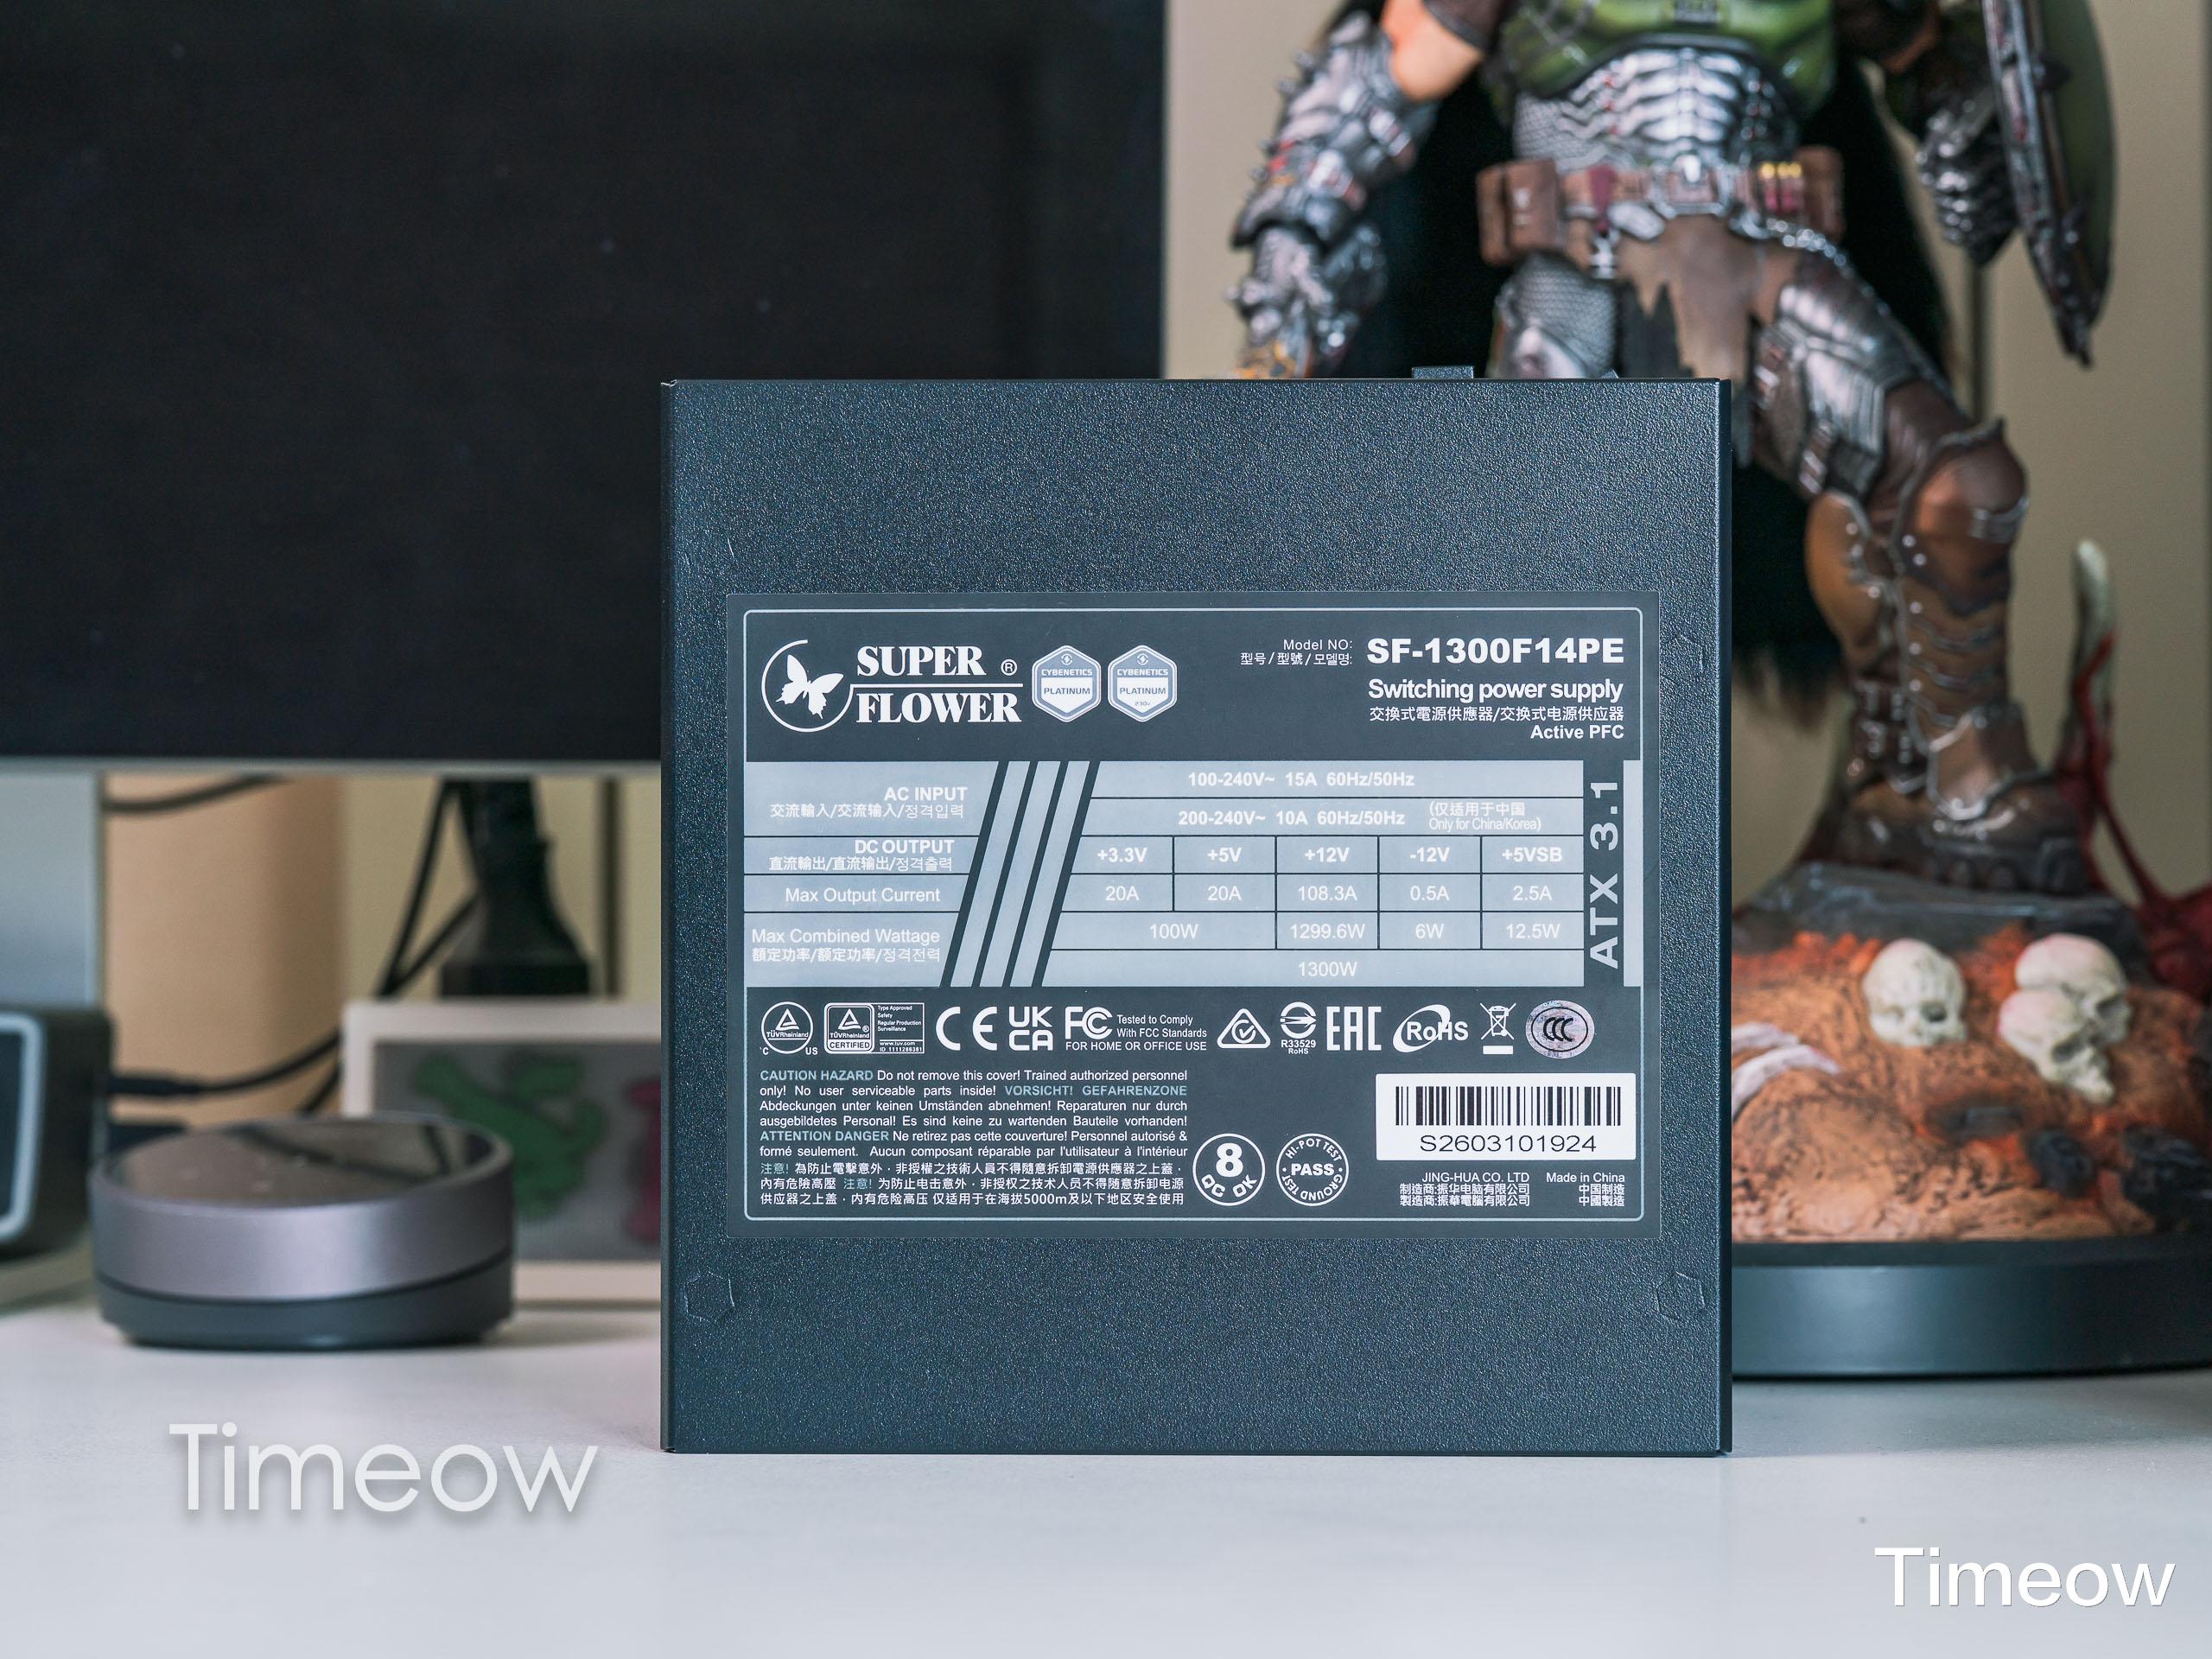 SUPER ®
FLOWER
CYBENETICS
PLATINUM
CYBENETICS
PLATINUM
230V
Model NO:
型号/型號/모델명:
SF-1300F14PE
Switching power supply
交換式電源供應器/交换式电源供应器
Active PFC
AC INPUT
交流輸入/交流输入/정격입력
100-240V~ 15A 60Hz/50Hz
200-240V~ 10A 60Hz/50Hz
(仅适用于中国
Only for China/Korea)
DC OUTPUT
直流輸出/直流输出/정격출력
+3.3V +5V +12V -12V +5VSB
Max Output Current
20A 20A 108.3A 0.5A 2.5A
Max Combined Wattage
額定功率/额定功率/정격전력
100W 1299.6W 6W 12.5W
1300W
ATX 3.1
TÜVRheinland
C US
TÜVRheinland
CERTIFIED
Type Approved
Safety
Regular Production
Surveillance
www.tuv.com
ID 1111286381
CE
UK
CA
FC
Tested to Comply
With FCC Standards
FOR HOME OR OFFICE USE
R33529
RoHS
EAC
RoHS
CCC
CAUTION HAZARD Do not remove this cover! Trained authorized personnel
only! No user serviceable parts inside! VORSICHT! GEFAHRENZONE
Abdeckungen unter keinen Umständen abnehmen! Reparaturen nur durch
ausgebildetes Personal! Es sind keine zu wartenden Bauteile vorhanden!
ATTENTION DANGER Ne retirez pas cette couverture! Personnel autorisé &
formé seulement. Aucun composant réparable par l'utilisateur à l'intérieur
注意! 為防止電擊意外，非授權之技術人員不得隨意拆卸電源供應器之上蓋，
內有危險高壓 注意! 为防止电击意外，非授权之技术人员不得随意拆卸电源
供应器之上盖，内有危险高压 仅适用于在海拔5000m及以下地区安全使用
8
QC OK
HI-POT TEST
PASS
GROUND TEST
S2603101924
JING-HUA CO. LTD Made in China
制造商:振华电脑有限公司 中国制造
製造商:振華電腦有限公司 中國製造
Timeow
Timeow